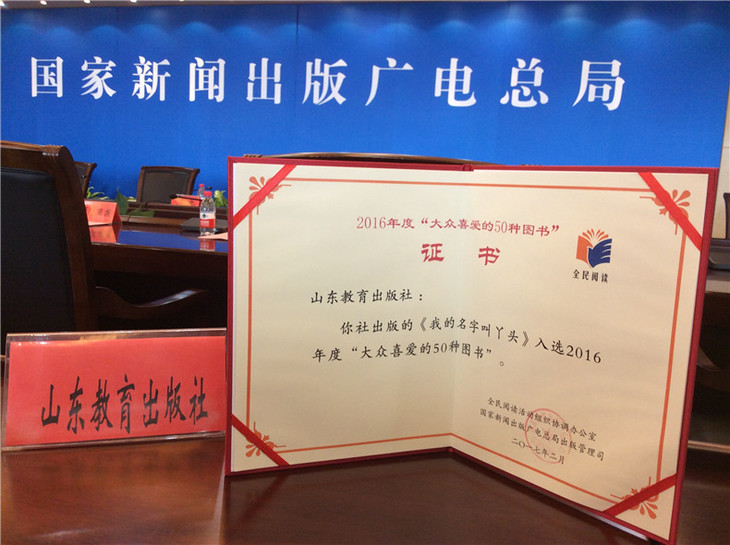 国家新闻出版广电总局
2016年度“大众喜爱的50种图书”
证书
全民阅读
山东教育出版社：
你社出版的《我的名字叫丫头》入选2016
年度“大众喜爱的50种图书”。
全民阅读活动组织协调办公室
国家新闻出版广电总局出版管理司
二〇一七年二月
山东教育出版社